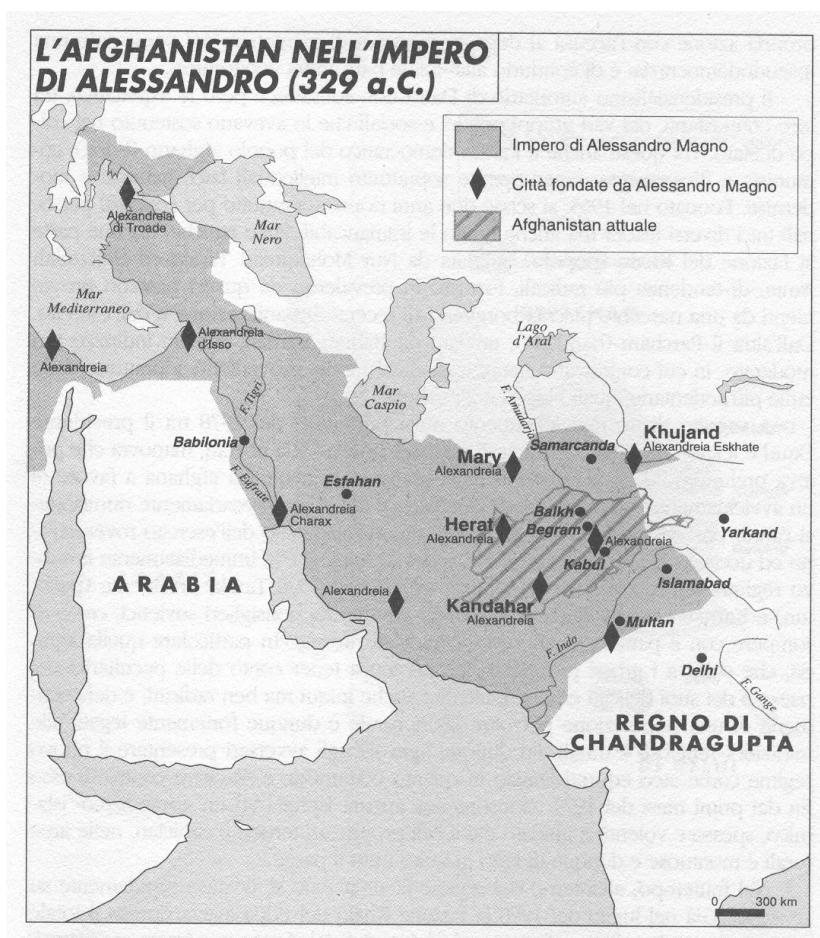 L'AFGHANISTAN NELL'IMPERO
DI ALESSANDRO (329 a.C.)
Impero di Alessandro Magno
Città fondate da Alessandro Magno
Afghanistan attuale
Alexandreia
di Troade
Mar
Nero
Mar
Mediterraneo
Alexandreia
d'Isso
Alexandreia
Lago
d'Aral
Mar
Caspio
F. Tigri
F. Amudarja
Babilonia
F. Eufrate
Esfahan
Alexandreia
Charax
Mary
Alexandreia
Samarcanda
Khujand
Alexandreia Eskhate
Herat
Alexandreia
Balkh
Begram
Alexandreia
Kabul
Yarkand
Islamabad
ARABIA
Alexandreia
Kandahar
Alexandreia
Multan
F. Indo
Delhi
F. Gange
REGNO DI
CHANDRAGUPTA
0 300 km